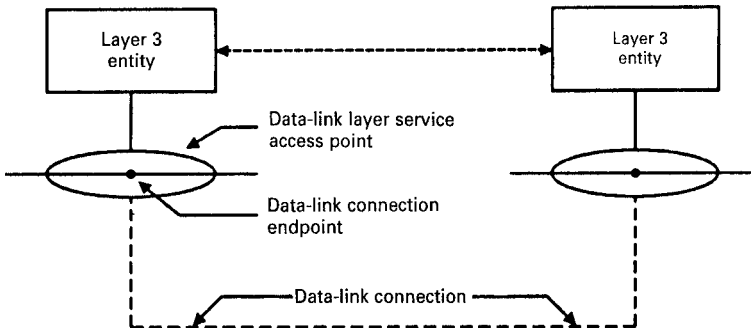 Layer 3
entity
Layer 3
entity
Data-link layer service
access point
Data-link connection
endpoint
Data-link connection